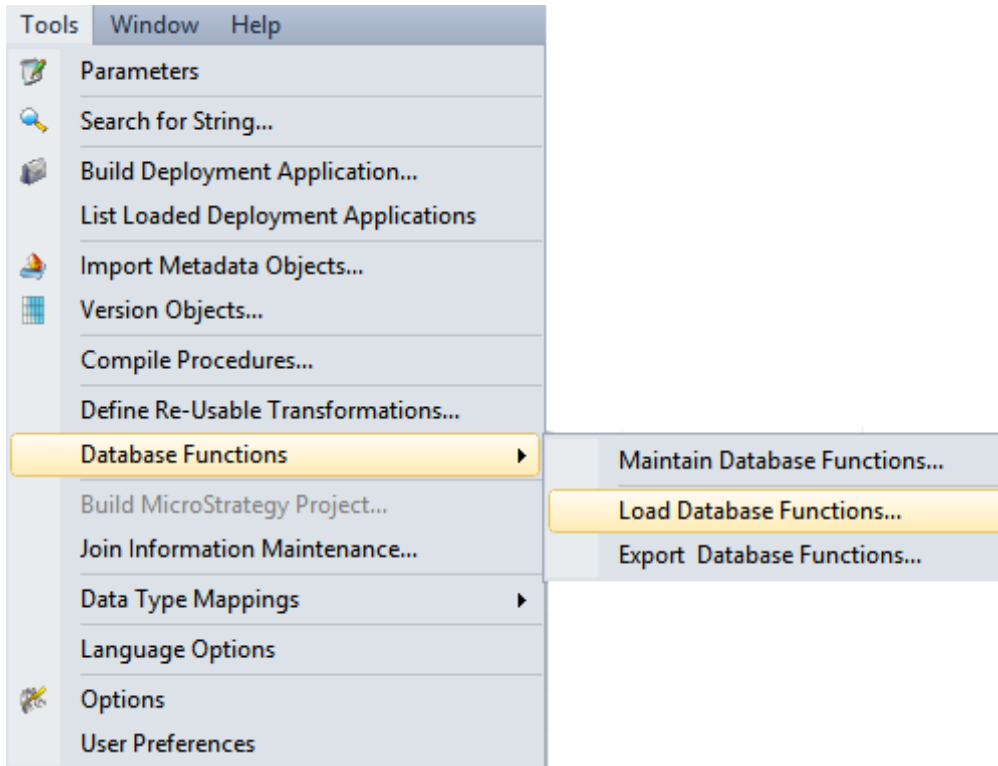 Tools Window Help
Parameters
Search for String...
Build Deployment Application...
List Loaded Deployment Applications
Import Metadata Objects...
Version Objects...
Compile Procedures...
Define Re-Usable Transformations...
Database Functions
Maintain Database Functions...
Build MicroStrategy Project...
Load Database Functions...
Join Information Maintenance...
Export  Database Functions...
Data Type Mappings
Language Options
Options
User Preferences